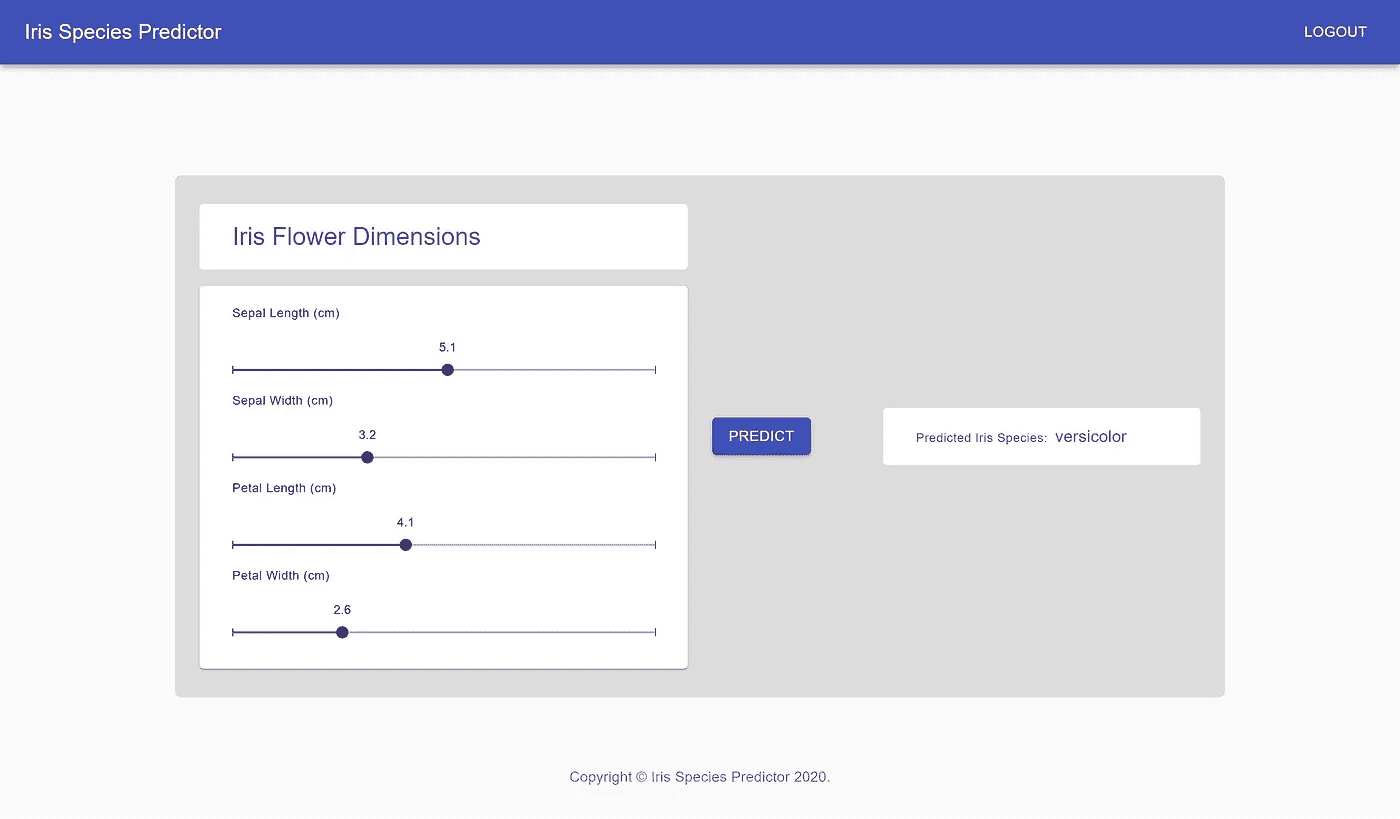 Iris Species Predictor
LOGOUT
Iris Flower Dimensions
Sepal Length (cm)
5.1
Sepal Width (cm)
3.2
Petal Length (cm)
4.1
Petal Width (cm)
2.6
PREDICT
Predicted Iris Species: versicolor
Copyright © Iris Species Predictor 2020.